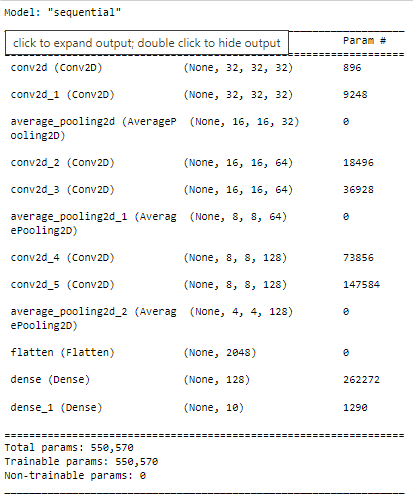 Model: "sequential"
click to expand output; double click to hide output Param #
conv2d (Conv2D) (None, 32, 32, 32) 896
conv2d_1 (Conv2D) (None, 32, 32, 32) 9248
average_pooling2d (AverageP (None, 16, 16, 32) 0
ooling2D)
conv2d_2 (Conv2D) (None, 16, 16, 64) 18496
conv2d_3 (Conv2D) (None, 16, 16, 64) 36928
average_pooling2d_1 (Averag (None, 8, 8, 64) 0
ePooling2D)
conv2d_4 (Conv2D) (None, 8, 8, 128) 73856
conv2d_5 (Conv2D) (None, 8, 8, 128) 147584
average_pooling2d_2 (Averag (None, 4, 4, 128) 0
ePooling2D)
flatten (Flatten) (None, 2048) 0
dense (Dense) (None, 128) 262272
dense_1 (Dense) (None, 10) 1290
Total params: 550,570
Trainable params: 550,570
Non-trainable params: 0